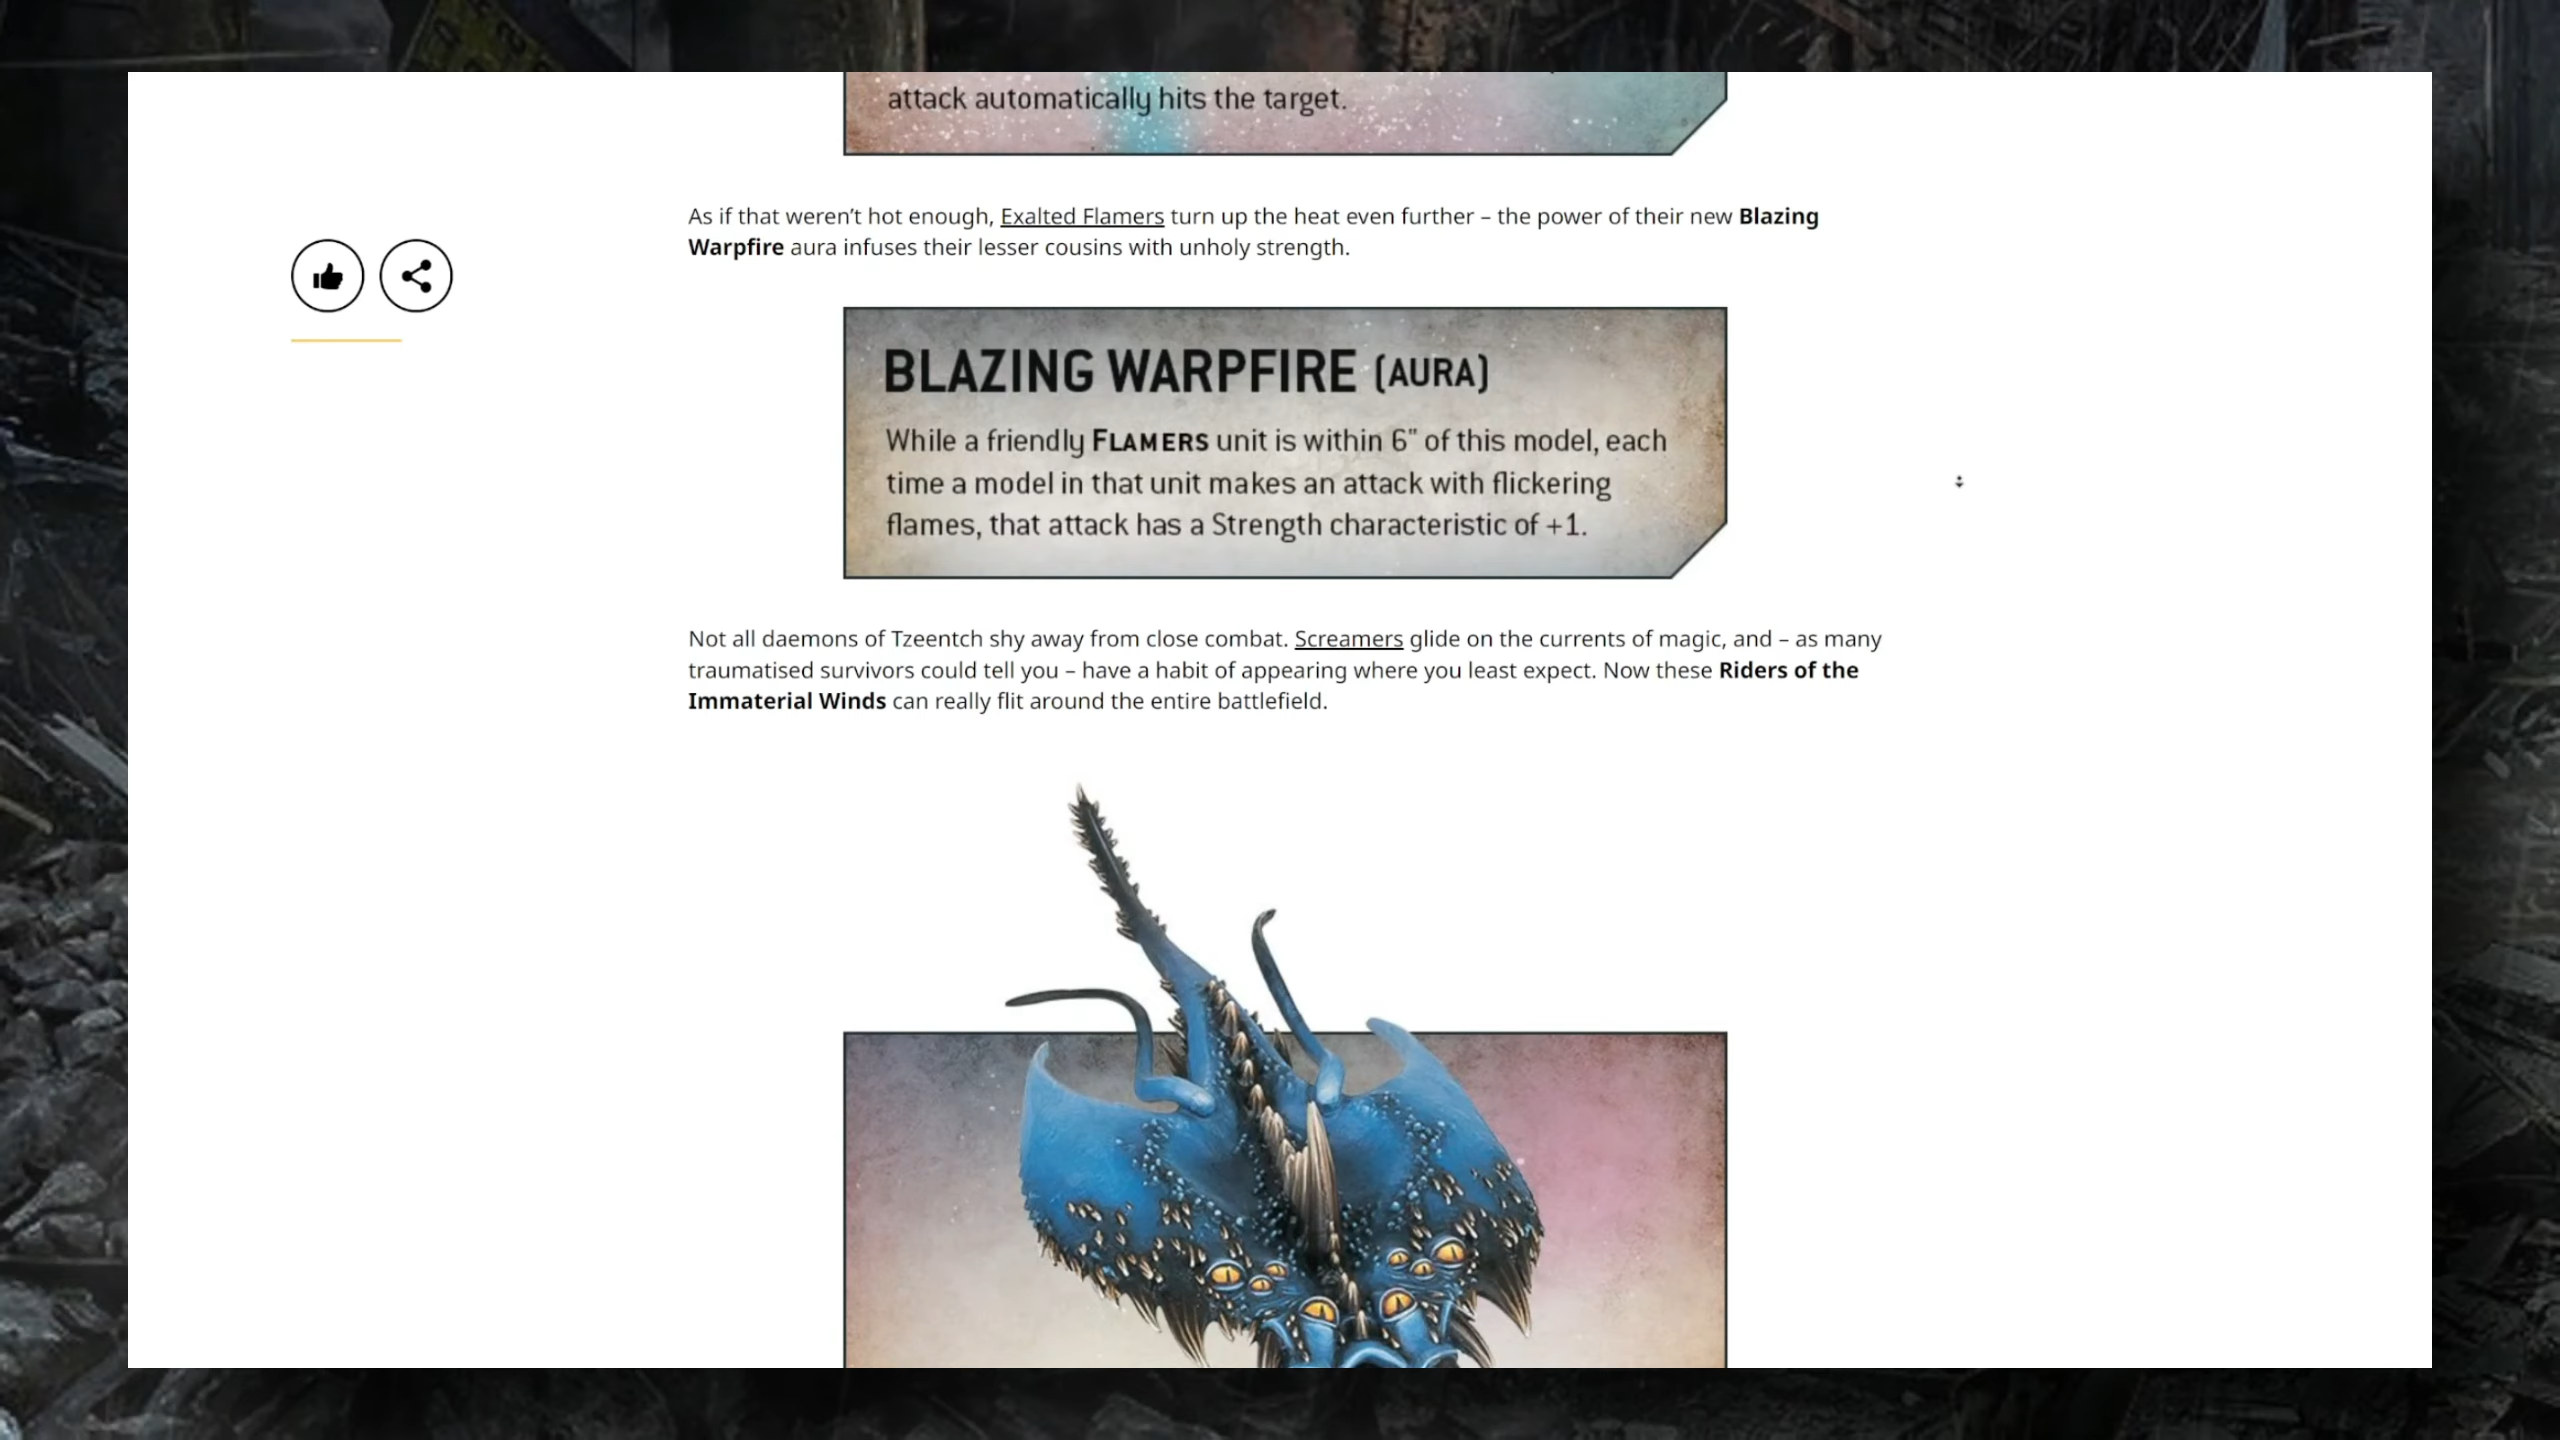 attack automatically hits the target.
As if that weren’t hot enough, Exalted Flamers turn up the heat even further – the power of their new Blazing
Warpfire aura infuses their lesser cousins with unholy strength.
BLAZING WARPFIRE (AURA)
While a friendly FLAMERS unit is within 6" of this model, each
time a model in that unit makes an attack with flickering
flames, that attack has a Strength characteristic of +1.
Not all daemons of Tzeentch shy away from close combat. Screamers glide on the currents of magic, and – as many
traumatised survivors could tell you – have a habit of appearing where you least expect. Now these Riders of the
Immaterial Winds can really flit around the entire battlefield.